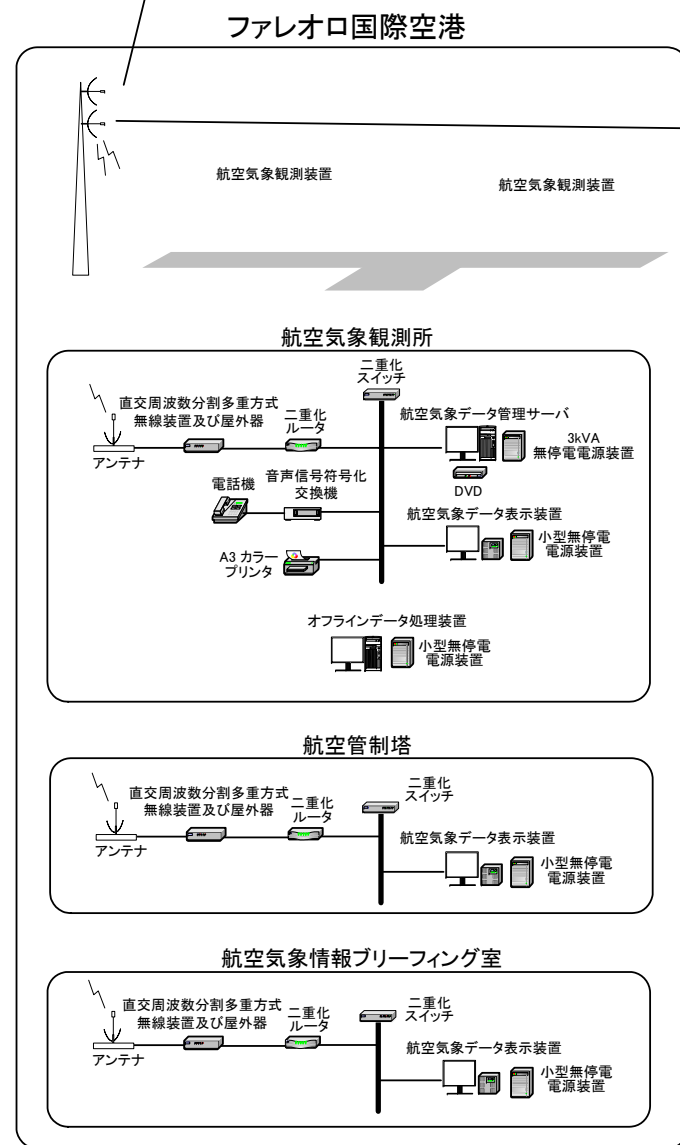 ファレオロ国際空港
航空気象観測装置
航空気象観測装置
航空気象観測所
二重化
スイッチ
直交周波数分割多重方式
無線装置及び屋外器
二重化
ルータ
アンテナ
航空気象データ管理サーバ
3kVA
無停電電源装置
DVD
電話機
音声信号符号化
交換機
航空気象データ表示装置
小型無停電
電源装置
A3 カラー
プリンタ
オフラインデータ処理装置
小型無停電
電源装置
航空管制塔
二重化
スイッチ
直交周波数分割多重方式
無線装置及び屋外器
二重化
ルータ
アンテナ
航空気象データ表示装置
小型無停電
電源装置
航空気象情報ブリーフィング室
二重化
スイッチ
直交周波数分割多重方式
無線装置及び屋外器
二重化
ルータ
アンテナ
航空気象データ表示装置
小型無停電
電源装置